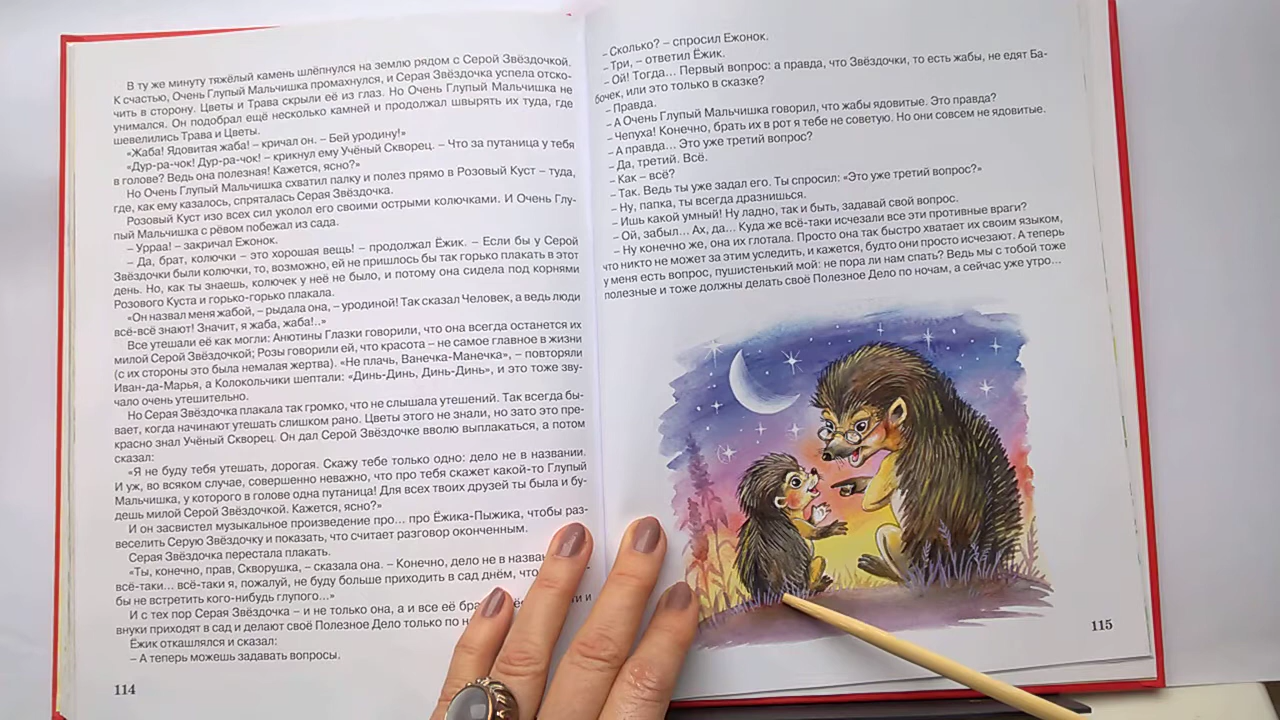 В ту же минуту тяжёлый камень шлёпнулся на землю рядом с Серой Звёздочкой.
К счастью, Очень Глупый Мальчишка промахнулся, и Серая Звёздочка успела отско-
чить в сторону. Цветы и Трава скрыли её из глаз. Но Очень Глупый Мальчишка не
унимался. Он подобрал ещё несколько камней и продолжал швырять их туда, где
шевелились Трава и Цветы.
«Жаба! Ядовитая жаба! – кричал он. – Бей уродину!»
«Дур-ра-чок! Дур-ра-чок! – крикнул ему Учёный Скворец. – Что за путаница у тебя
в голове? Ведь она полезная! Кажется, ясно?»
Но Очень Глупый Мальчишка схватил палку и полез прямо в Розовый Куст – туда,
где, как ему казалось, спряталась Серая Звёздочка.
Розовый Куст изо всех сил уколол его своими острыми колючками. И Очень Глу-
пый Мальчишка с рёвом побежал из сада.
– Урраа! – закричал Ежонок.
– Да, брат, колючки – это хорошая вещь! – продолжал Ёжик. – Если бы у Серой
Звёздочки были колючки, то, возможно, ей не пришлось бы так горько плакать в этот
день. Но, как ты знаешь, колючек у неё не было, и потому она сидела под корнями
Розового Куста и горько-горько плакала.
«Он назвал меня жабой, – рыдала она, – уродиной! Так сказал Человек, а ведь люди
всё-всё знают! Значит, я жаба, жаба!..»
Все утешали её как могли: Анютины Глазки говорили, что она всегда останется их
милой Серой Звёздочкой; Розы говорили ей, что красота – не самое главное в жизни
(с их стороны это была немалая жертва). «Не плачь, Ванечка-Манечка», – повторяли
Иван-да-Марья, а Колокольчики шептали: «Динь-Динь, Динь-Динь», и это тоже зву-
чало очень утешительно.
Но Серая Звёздочка плакала так громко, что не слышала утешений. Так всегда бы-
вает, когда начинают утешать слишком рано. Цветы этого не знали, но зато это пре-
красно знал Учёный Скворец. Он дал Серой Звёздочке вволю выплакаться, а потом
сказал:
«Я не буду тебя утешать, дорогая. Скажу тебе только одно: дело не в названии.
И уж, во всяком случае, совершенно неважно, что про тебя скажет какой-то Глупый
Мальчишка, у которого в голове одна путаница! Для всех твоих друзей ты была и бу-
дешь милой Серой Звёздочкой. Кажется, ясно?»
И он засвистел музыкальное произведение про... про Ёжика-Пыжика, чтобы раз-
веселить Серую Звёздочку и показать, что считает разговор оконченным.
Серая Звёздочка перестала плакать.
«Ты, конечно, прав, Скворушка, – сказала она. – Конечно, дело не в назван
всё-таки... всё-таки я, пожалуй, не буду больше приходить в сад днём, что
бы не встретить кого-нибудь глупого...»
И с тех пор Серая Звёздочка – и не только она, а и все её бра и
внуки приходят в сад и делают своё Полезное Дело только по
Ёжик откашлялся и сказал:
– А теперь можешь задавать вопросы.
114
– Сколько? – спросил Ежонок.
– Три, – ответил Ёжик.
– Ой! Тогда... Первый вопрос: а правда, что Звёздочки, то есть жабы, не едят Ба-
бочек, или это только в сказке?
– Правда.
– А Очень Глупый Мальчишка говорил, что жабы ядовитые. Это правда?
– Чепуха! Конечно, брать их в рот я тебе не советую. Но они совсем не ядовитые.
– А правда... Это уже третий вопрос?
– Да, третий. Всё.
– Как – всё?
– Так. Ведь ты уже задал его. Ты спросил: «Это уже третий вопрос?»
– Ну, папка, ты всегда дразнишься.
– Ишь какой умный! Ну ладно, так и быть, задавай свой вопрос.
– Ой, забыл... Ах, да... Куда же всё-таки исчезали все эти противные враги?
– Ну конечно же, она их глотала. Просто она так быстро хватает их своим языком,
что никто не может за этим уследить, и кажется, будто они просто исчезают. А теперь
у меня есть вопрос, пушистенький мой: не пора ли нам спать? Ведь мы с тобой тоже
полезные и тоже должны делать своё Полезное Дело по ночам, а сейчас уже утро...
115